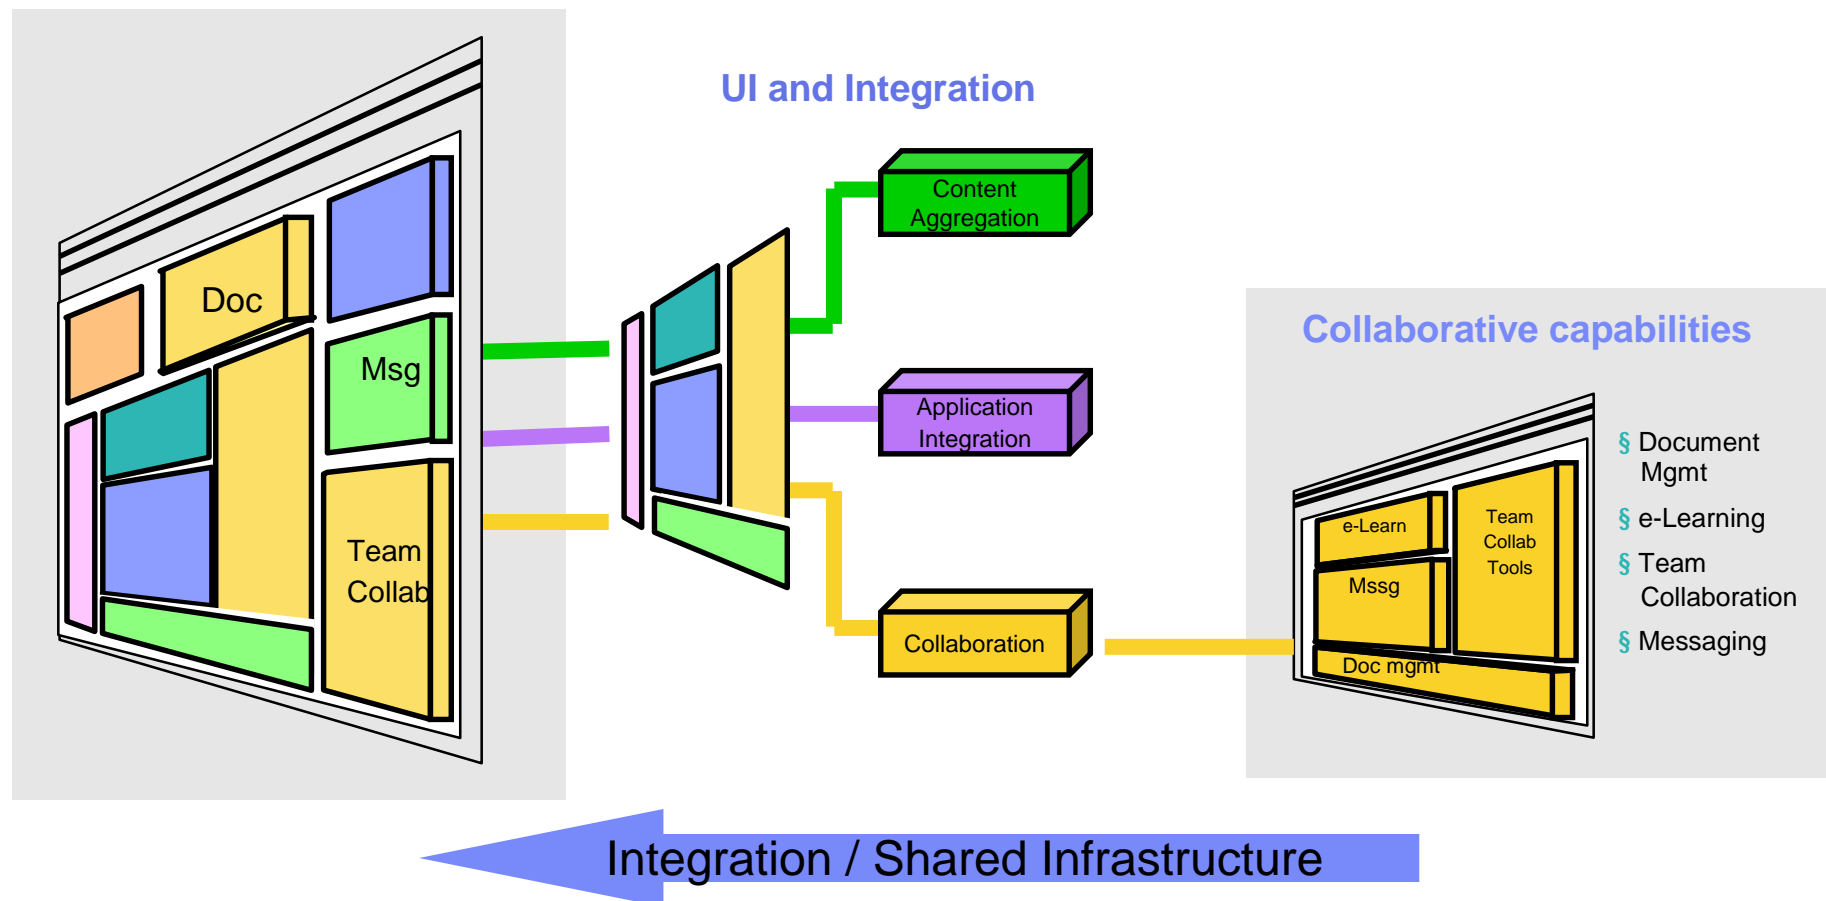 UI and Integration
Doc
Msg
Team
Collab
Content
Aggregation
Application
Integration
Collaboration
Collaborative capabilities
e-Learn
Mssg
Team
Collab
Tools
Doc mgmt
§ Document
Mgmt
§ e-Learning
§ Team
Collaboration
§ Messaging
Integration / Shared Infrastructure